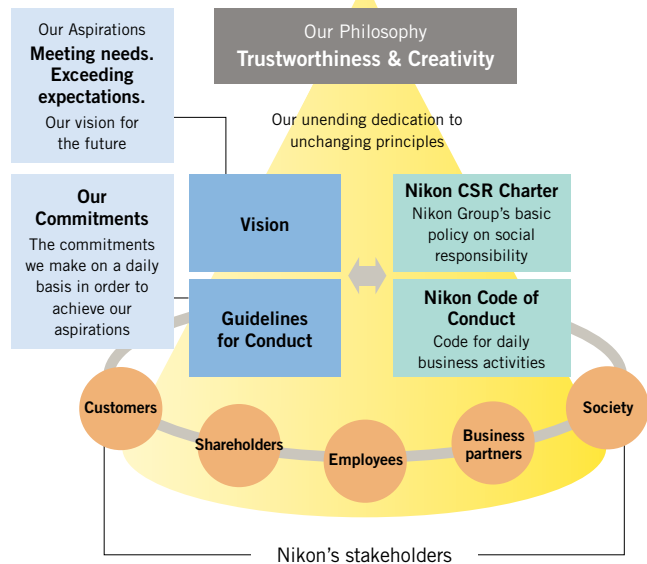 Our Aspirations
Meeting needs.
Exceeding
expectations.
Our vision for
the future
Our Philosophy
Trustworthiness & Creativity
Our unending dedication to
unchanging principles
Our
Commitments
The commitments
we make on a daily
basis in order to
achieve our
aspirations
Vision
Guidelines
for Conduct
Nikon CSR Charter
Nikon Group’s basic
policy on social
responsibility
Nikon Code of
Conduct
Code for daily
business activities
Customers
Shareholders
Employees
Business
partners
Society
Nikon’s stakeholders